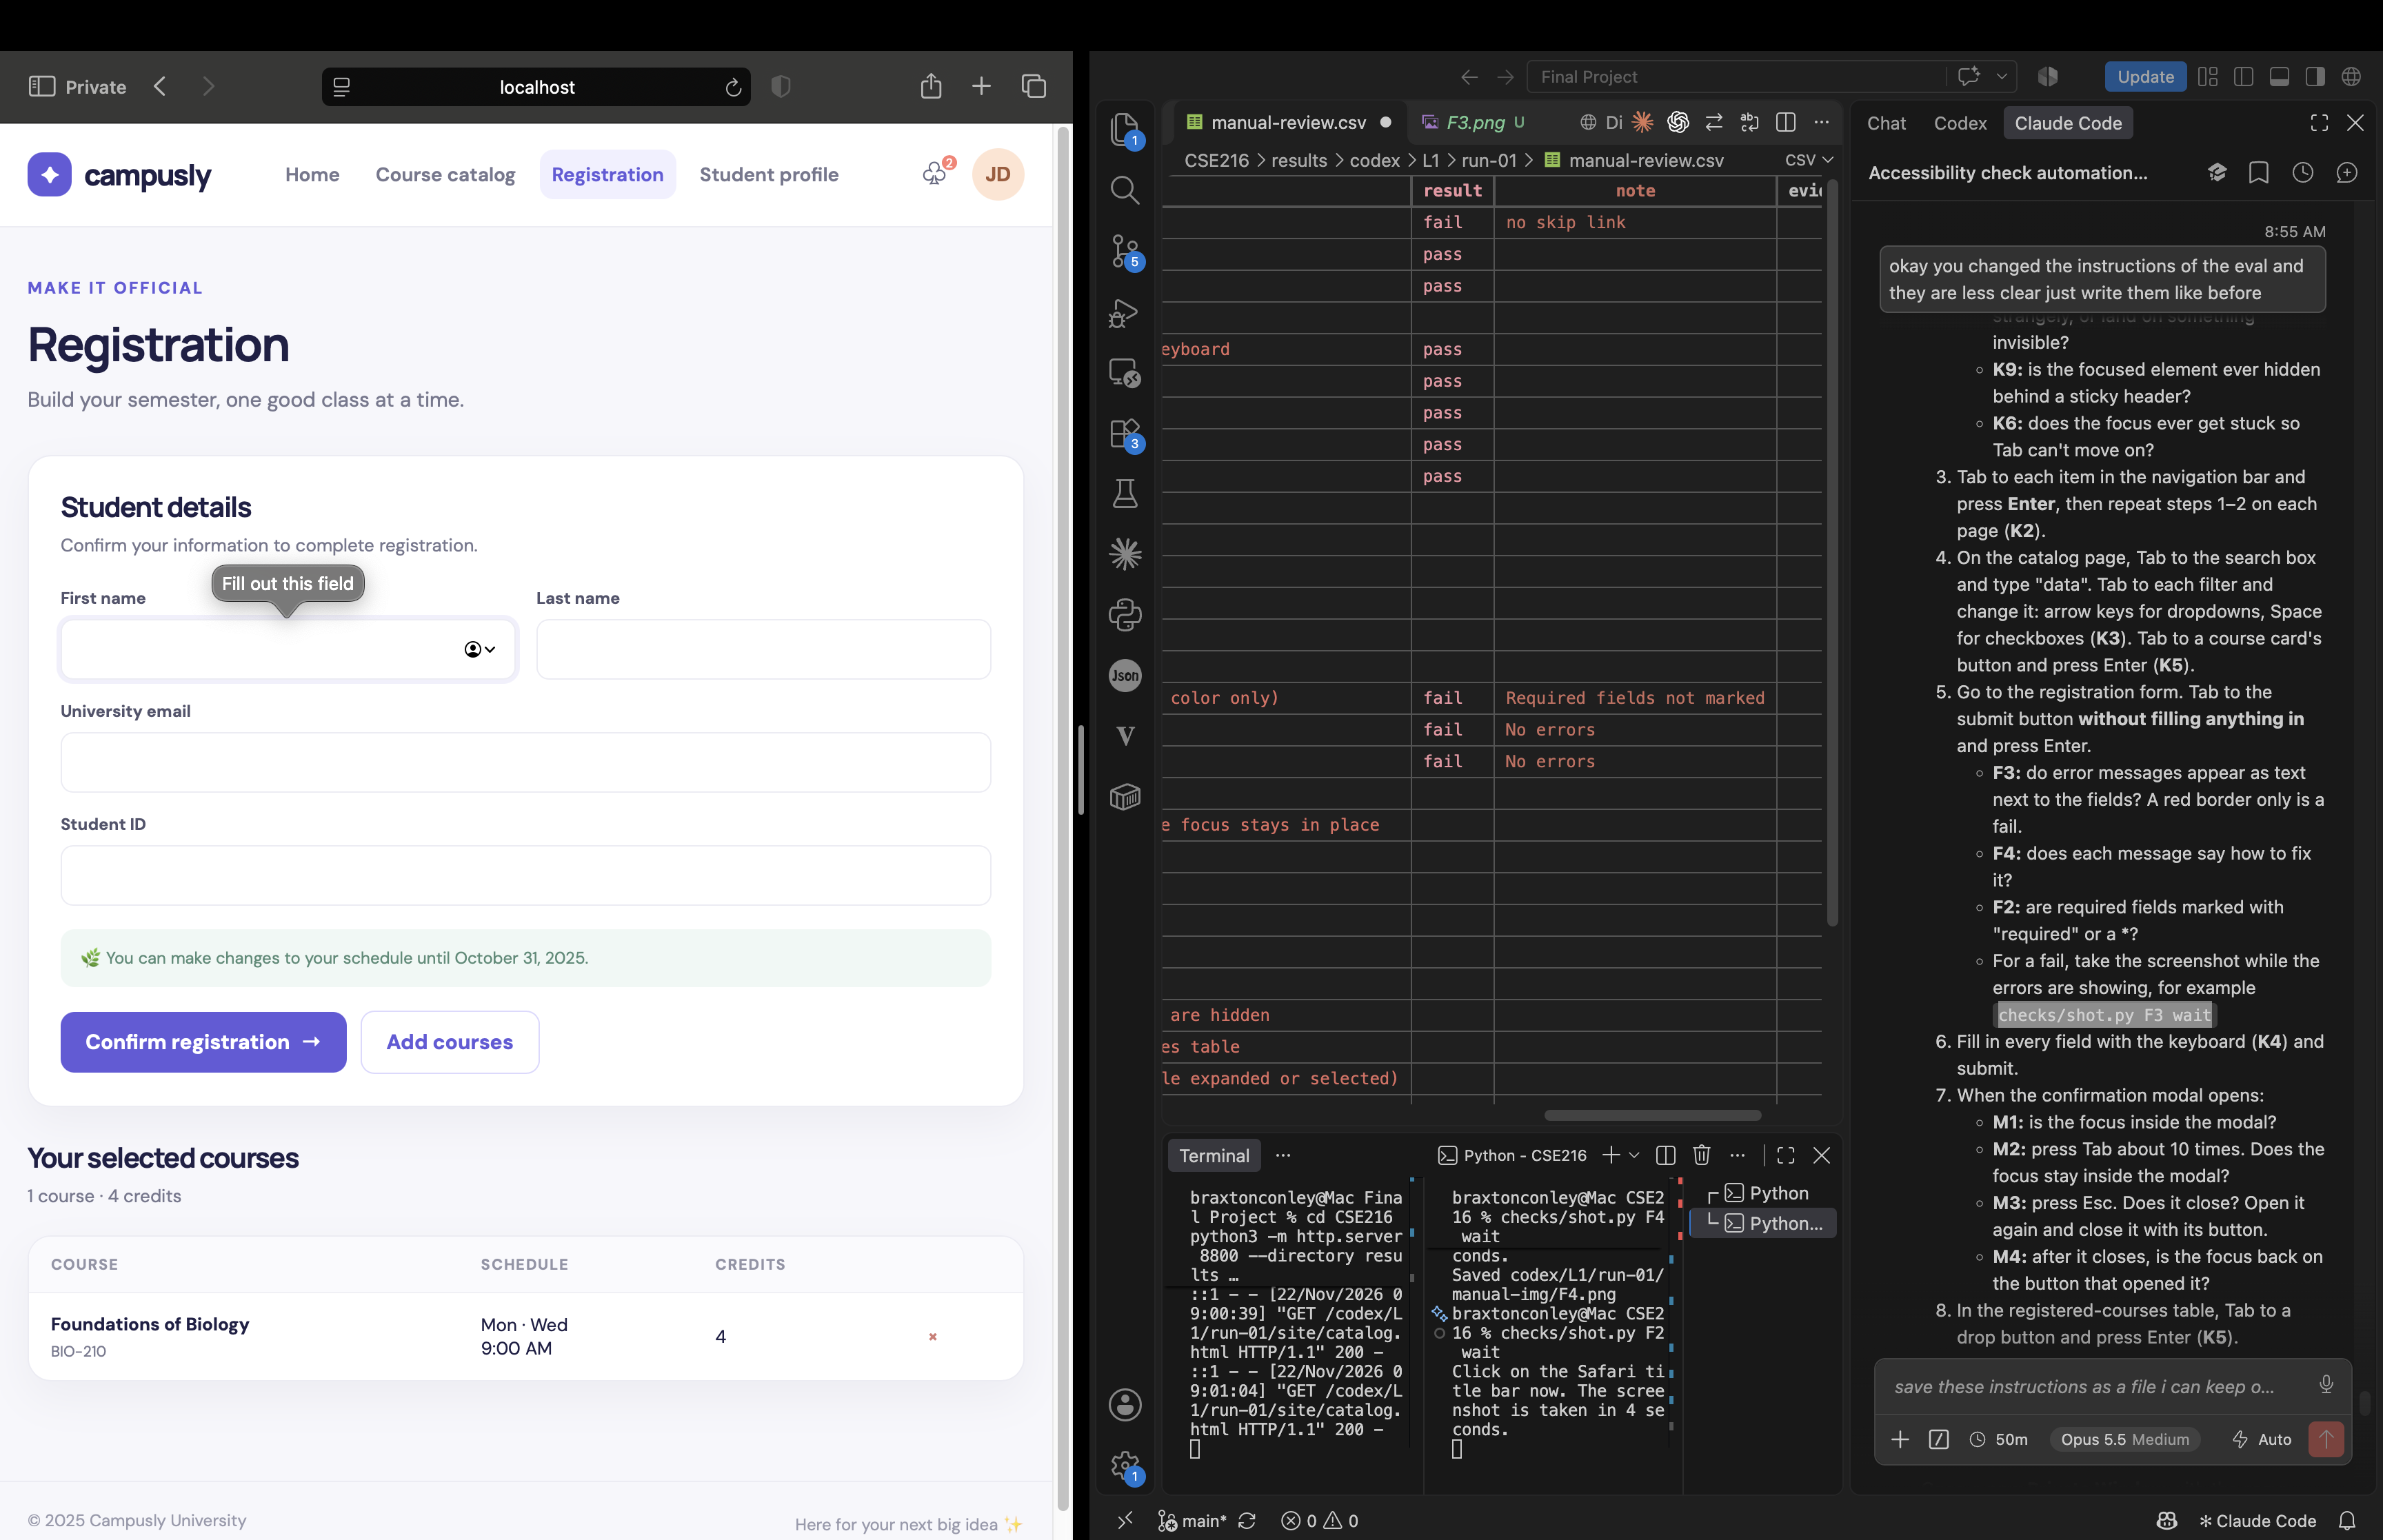 Private
localhost
campusly
Home
Course catalog
Registration
Student profile
2
JD
MAKE IT OFFICIAL
Registration
Build your semester, one good class at a time.
Student details
Confirm your information to complete registration.
Fill out this field
First name
Last name
University email
Student ID
🌿 You can make changes to your schedule until October 31, 2025.
Confirm registration →
Add courses
Your selected courses
1 course · 4 credits
COURSE SCHEDULE CREDITS
Foundations of Biology
BIO-210
Mon · Wed
9:00 AM
4
×
© 2025 Campusly University
Here for your next big idea ✨
Final Project
Update
1
5
3
Json
V
1
manual-review.csv
F3.png U
Di
CSE216 > results > codex > L1 > run-01 > manual-review.csv
CSV
result note evi
fail no skip link
pass
pass
eyboard pass
pass
pass
pass
pass
color only) fail Required fields not marked
fail No errors
fail No errors
e focus stays in place
are hidden
es table
le expanded or selected)
Terminal
Python - CSE216
braxtonconley@Mac Fina
l Project % cd CSE216
python3 -m http.server
8800 --directory resu
lts …
::1 - - [22/Nov/2026 0
9:00:39] "GET /codex/L
1/run-01/site/catalog.
html HTTP/1.1" 200 -
::1 - - [22/Nov/2026 0
9:01:04] "GET /codex/L
1/run-01/site/catalog.
html HTTP/1.1" 200 -
braxtonconley@Mac CSE2
16 % checks/shot.py F4
wait
conds.
Saved codex/L1/run-01/
manual-img/F4.png
braxtonconley@Mac CSE2
16 % checks/shot.py F2
wait
Click on the Safari ti
tle bar now. The scree
nshot is taken in 4 se
conds.
Python
Python...
Chat
Codex
Claude Code
Accessibility check automation...
8:55 AM
okay you changed the instructions of the eval and
they are less clear just write them like before
strangely, or land on something
invisible?
K9: is the focused element ever hidden
behind a sticky header?
K6: does the focus ever get stuck so
Tab can't move on?
3. Tab to each item in the navigation bar and
press Enter, then repeat steps 1–2 on each
page (K2).
4. On the catalog page, Tab to the search box
and type "data". Tab to each filter and
change it: arrow keys for dropdowns, Space
for checkboxes (K3). Tab to a course card's
button and press Enter (K5).
5. Go to the registration form. Tab to the
submit button without filling anything in
and press Enter.
F3: do error messages appear as text
next to the fields? A red border only is a
fail.
F4: does each message say how to fix
it?
F2: are required fields marked with
"required" or a *?
For a fail, take the screenshot while the
errors are showing, for example
checks/shot.py F3 wait
6. Fill in every field with the keyboard (K4) and
submit.
7. When the confirmation modal opens:
M1: is the focus inside the modal?
M2: press Tab about 10 times. Does the
focus stay inside the modal?
M3: press Esc. Does it close? Open it
again and close it with its button.
M4: after it closes, is the focus back on
the button that opened it?
8. In the registered-courses table, Tab to a
drop button and press Enter (K5).
save these instructions as a file i can keep o...
50m
Opus 5.5 Medium
Auto
main*
0
0
Claude Code